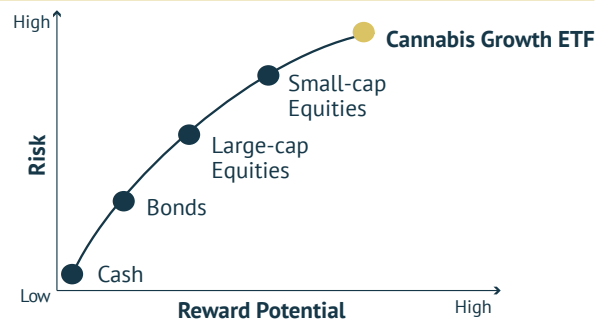 High
Cannabis Growth ETF
Small-cap
Equities
Large-cap
Equities
Risk
Bonds
Cash
Low
Reward Potential
High